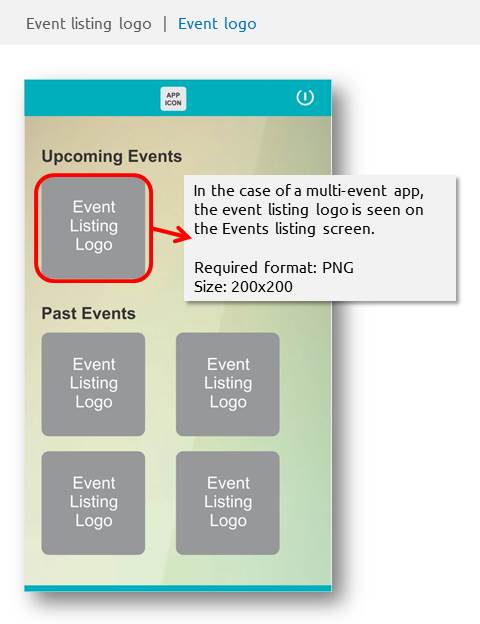 Event listing logo | Event logo
APP
ICON
Upcoming Events
Event
Listing
Logo
In the case of a multi-event app,
the event listing logo is seen on
the Events listing screen.
Required format: PNG
Size: 200x200
Past Events
Event
Listing
Logo
Event
Listing
Logo
Event
Listing
Logo
Event
Listing
Logo